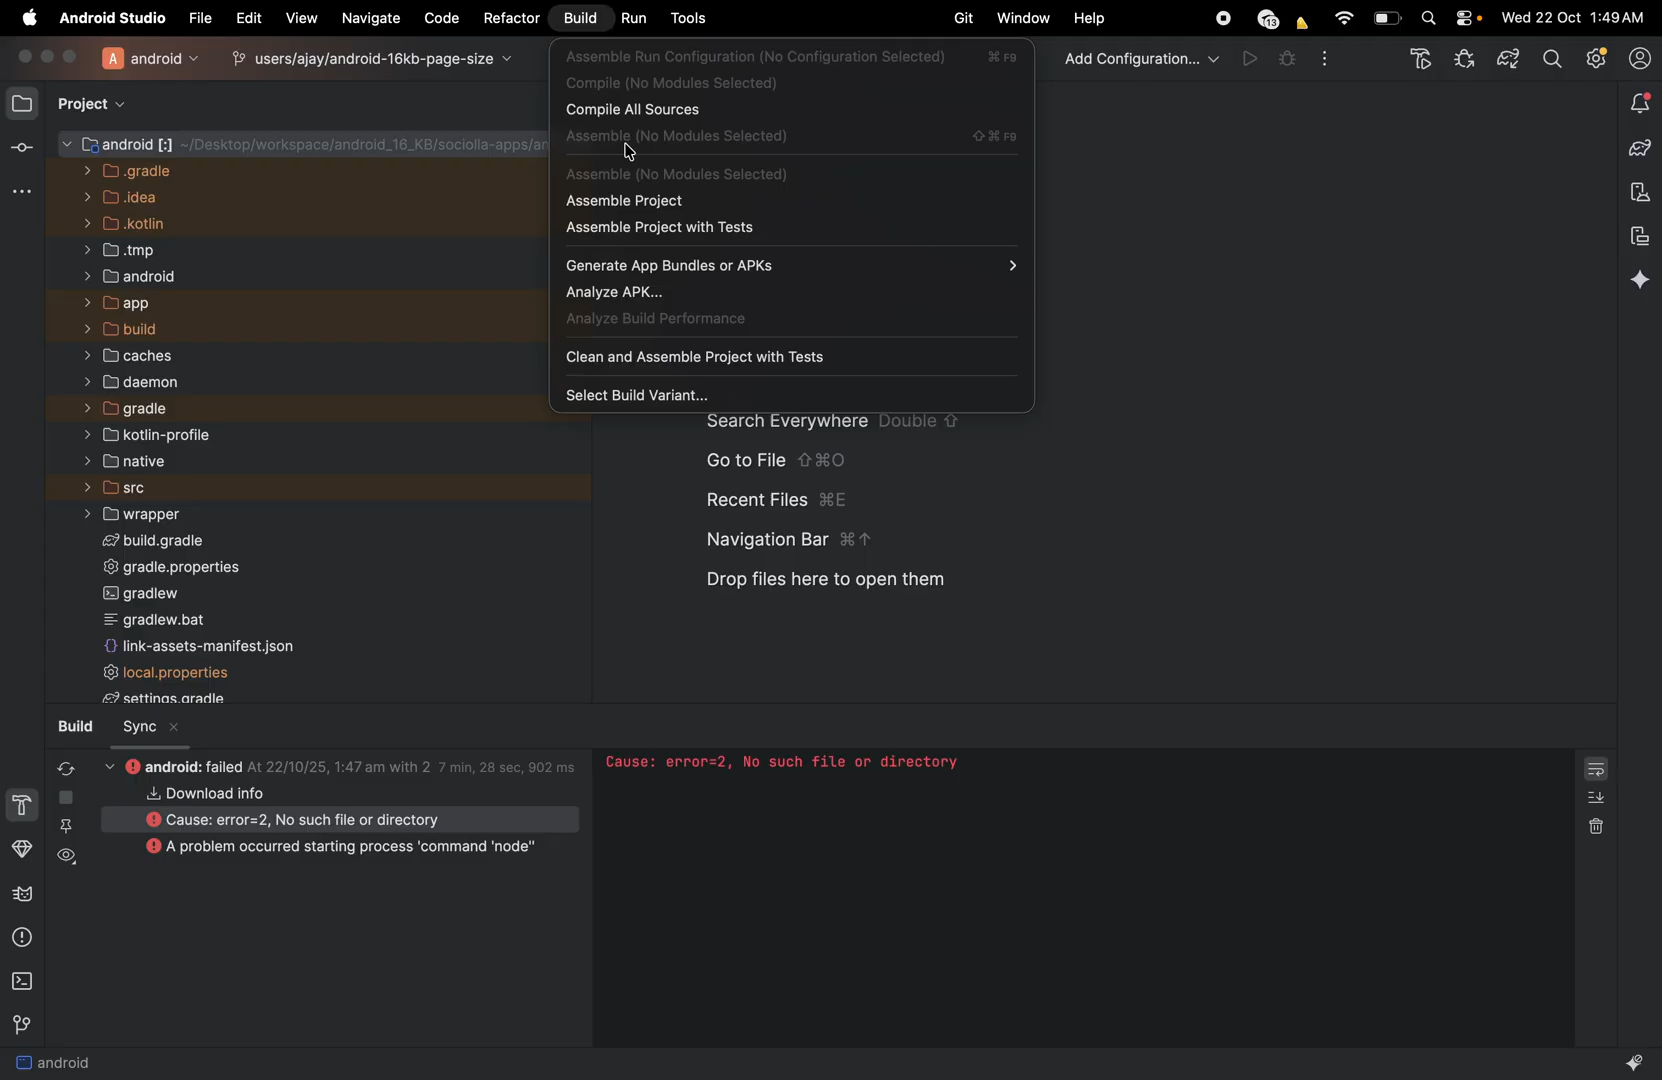 Android Studio File Edit View Navigate Code Refactor Build Run Tools Git Window Help 13 Wed 22 Oct 1:49 AM
A android users/ajay/android-16kb-page-size Add Configuration...
Assemble Run Configuration (No Configuration Selected) ⌘F9
Compile (No Modules Selected)
Compile All Sources
Assemble (No Modules Selected) ⇧⌘F9
Assemble (No Modules Selected)
Assemble Project
Assemble Project with Tests
Generate App Bundles or APKs
Analyze APK...
Analyze Build Performance
Clean and Assemble Project with Tests
Select Build Variant...
Project
android [:] ~/Desktop/workspace/android_16_KB/sociolla-apps/an
.gradle
.idea
.kotlin
.tmp
android
app
build
caches
daemon
gradle
kotlin-profile
native
src
wrapper
build.gradle
gradle.properties
gradlew
gradlew.bat
link-assets-manifest.json
local.properties
settings.gradle
Search Everywhere Double ⇧
Go to File ⇧⌘O
Recent Files ⌘E
Navigation Bar ⌘↑
Drop files here to open them
Build Sync
android: failed At 22/10/25, 1:47 am with 2 7 min, 28 sec, 902 ms
Download info
Cause: error=2, No such file or directory
A problem occurred starting process 'command 'node''
Cause: error=2, No such file or directory
android